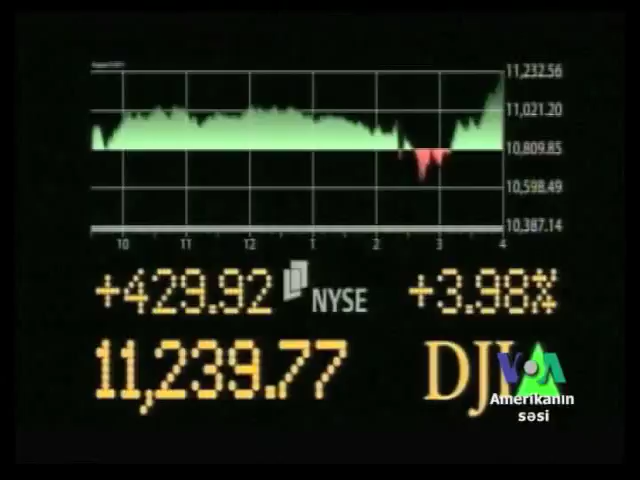 11,232.56
11,021.20
10,809.85
10,598.49
10,387.14
10 11 12 1 2 3 4
+429.92 NYSE +3.98%
11,239.77 DJI
VOA
Amerikanın
səsi